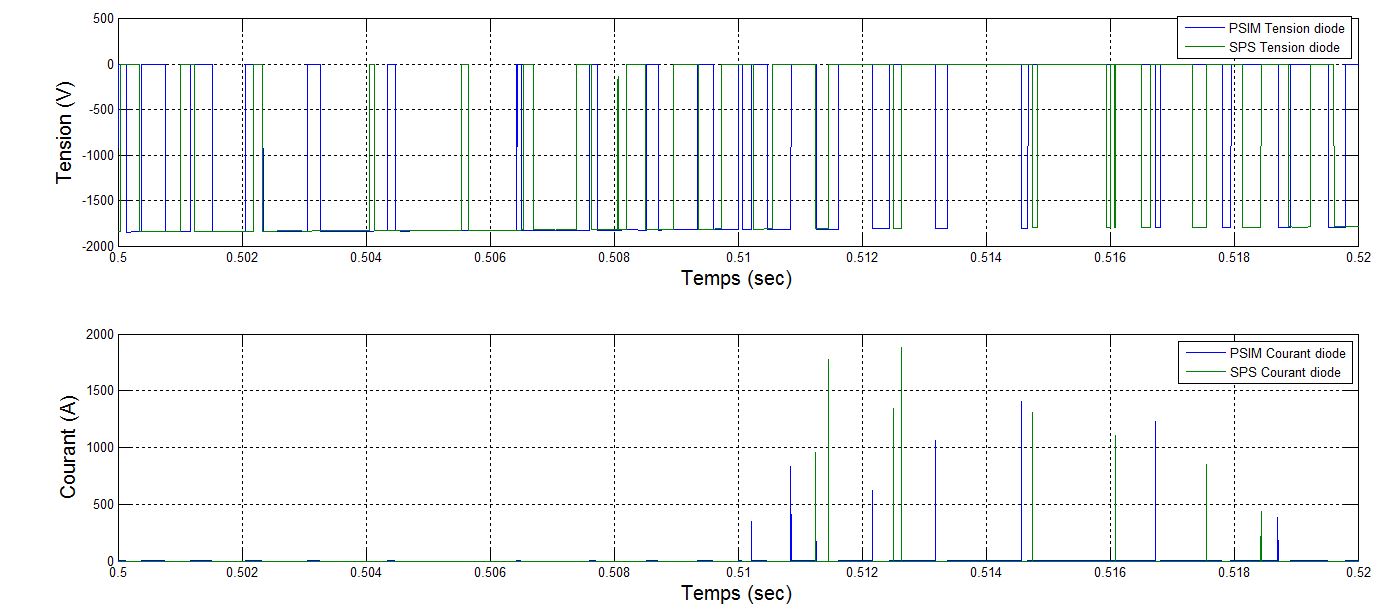 500
0
-500
-1000
-1500
-2000
Tension (V)
0.5 0.502 0.504 0.506 0.508 0.51 0.512 0.514 0.516 0.518 0.52
Temps (sec)
PSIM Tension diode
SPS Tension diode
2000
1500
1000
500
0
Courant (A)
0.5 0.502 0.504 0.506 0.508 0.51 0.512 0.514 0.516 0.518 0.52
Temps (sec)
PSIM Courant diode
SPS Courant diode